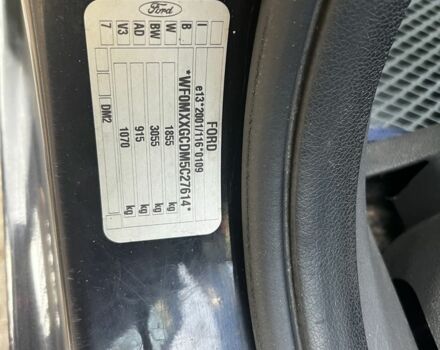 Ford
FORD
I e13*2001/116*0109
B *WF0MXXGCDM5C27614*
W 1855 kg
BW 3055 kg
AD 915 kg
V3 1070 kg
7 DM2